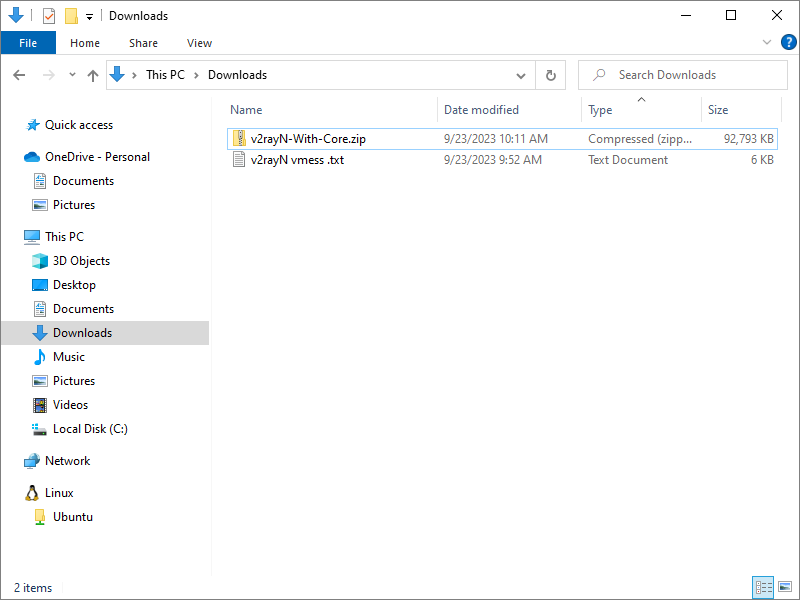 Downloads
File Home Share View
This PC Downloads
Search Downloads
Name Date modified Type Size
v2rayN-With-Core.zip 9/23/2023 10:11 AM Compressed (zipp... 92,793 KB
v2rayN vmess .txt 9/23/2023 9:52 AM Text Document 6 KB
Quick access
OneDrive - Personal
Documents
Pictures
This PC
3D Objects
Desktop
Documents
Downloads
Music
Pictures
Videos
Local Disk (C:)
Network
Linux
Ubuntu
2 items